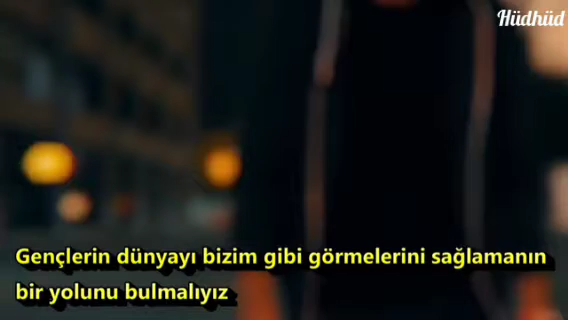 Hüdhüd
Gençlerin dünyayı bizim gibi görmelerini sağlamanın
bir yolunu bulmalıyız